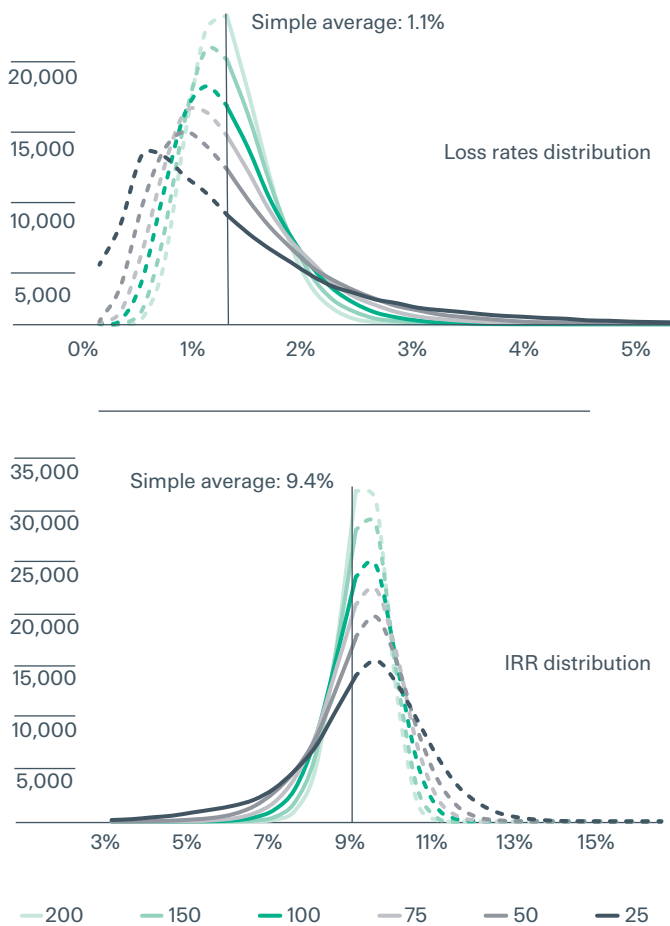 Simple average: 1.1%
20,000
15,000
Loss rates distribution
10,000
5,000
0% 1% 2% 3% 4% 5%
35,000
Simple average: 9.4%
30,000
25,000
20,000
IRR distribution
15,000
10,000
5,000
3% 5% 7% 9% 11% 13% 15%
200 150 100 75 50 25